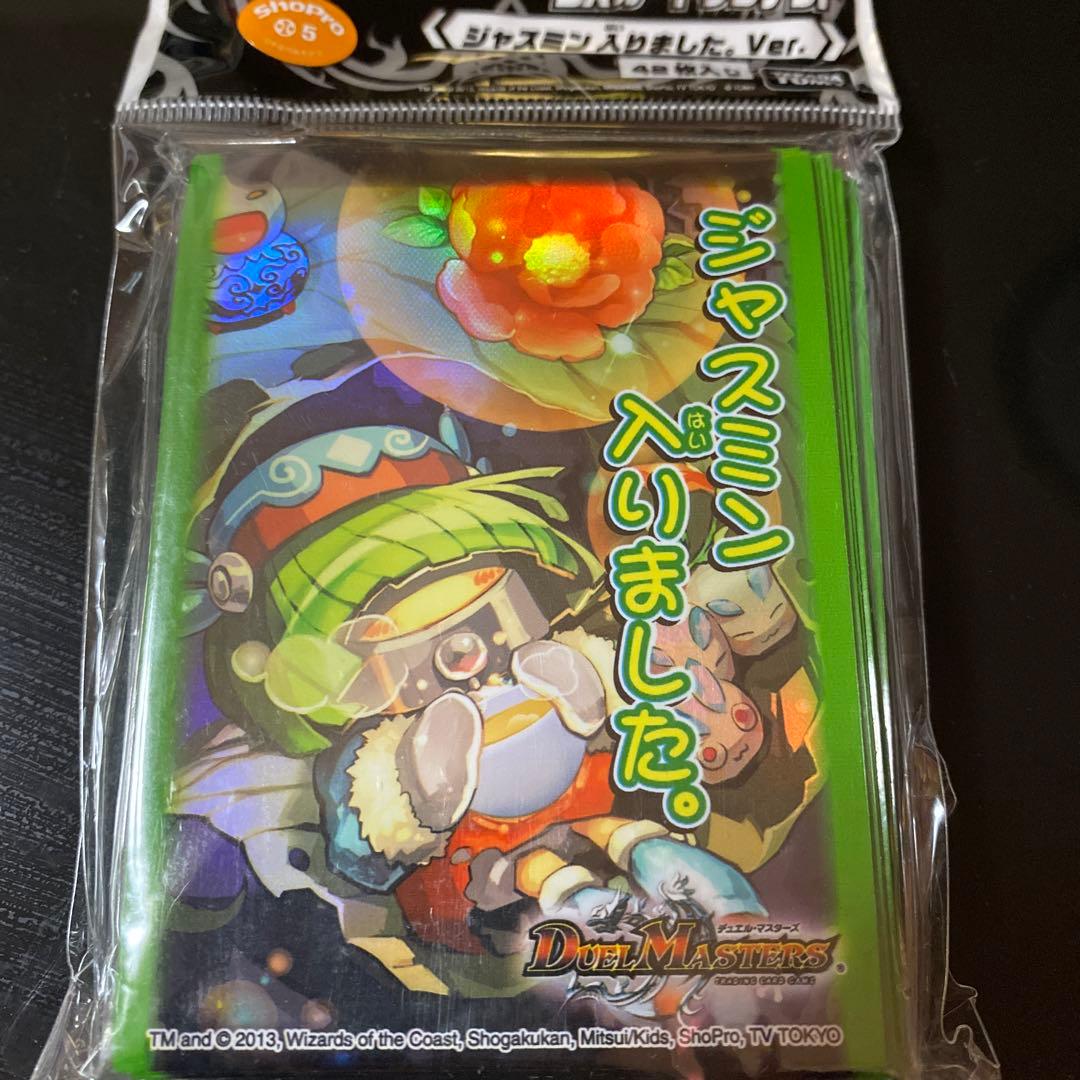 ShoPro
5
ジャスミン 入りました。Ver.
ジャスミン
入りました。
はい
デュエル・マスターズ
DUEL MASTERS
TRADING CARD GAME
TM and © 2013, Wizards of the Coast, Shogakukan, Mitsui/Kids, ShoPro, TV TOKYO